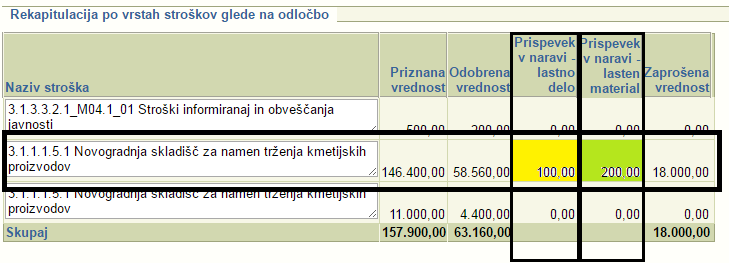 Rekapitulacija po vrstah stroškov glede na odločbo
Naziv stroška
Priznana
vrednost
Odobrena
vrednost
Prispevek
v naravi -
lastno
delo
Prispevek
v naravi -
lasten
material
Zaprošena
vrednost
3.1.3.3.2.1_M04.1_01 Stroški informiranaj in obveščanja
javnosti
500,00 200,00 0,00 0,00 0,00
3.1.1.1.5.1 Novogradnja skladišč za namen trženja kmetijskih
proizvodov
146.400,00 58.560,00 100,00 200,00 18.000,00
3.1.1.1.5.1 Novogradnja skladišč za namen trženja kmetijskih
proizvodov
11.000,00 4.400,00 0,00 0,00 0,00
Skupaj 157.900,00 63.160,00 18.000,00